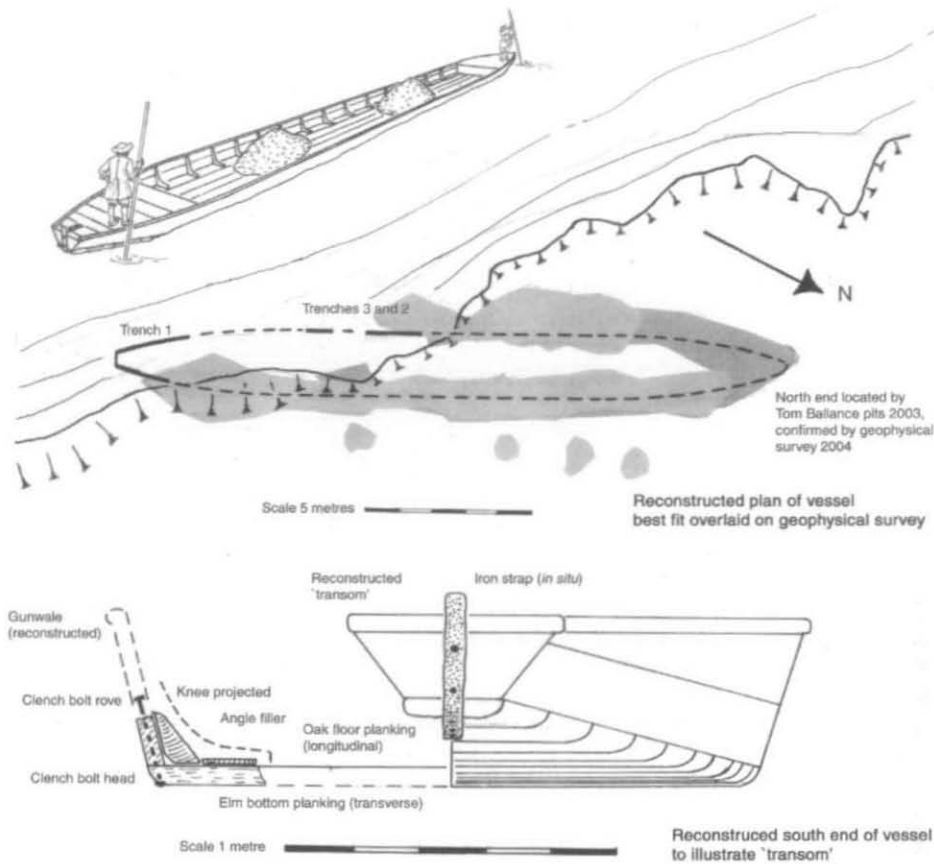 Trench 1
Trenches 3 and 2
N
North end located by
Tom Ballance pits 2003,
confirmed by geophysical
survey 2004
Scale 5 metres
Reconstructed plan of vessel
best fit overlaid on geophysical survey
Reconstructed
'transom'
Iron strap (in situ)
Gunwale
(reconstructed)
Clench bolt rove
Knee projected
Angle filler
Oak floor planking
(longitudinal)
Clench bolt head
Elm bottom planking (transverse)
Scale 1 metre
Reconstruced south end of vessel
to illustrate 'transom'